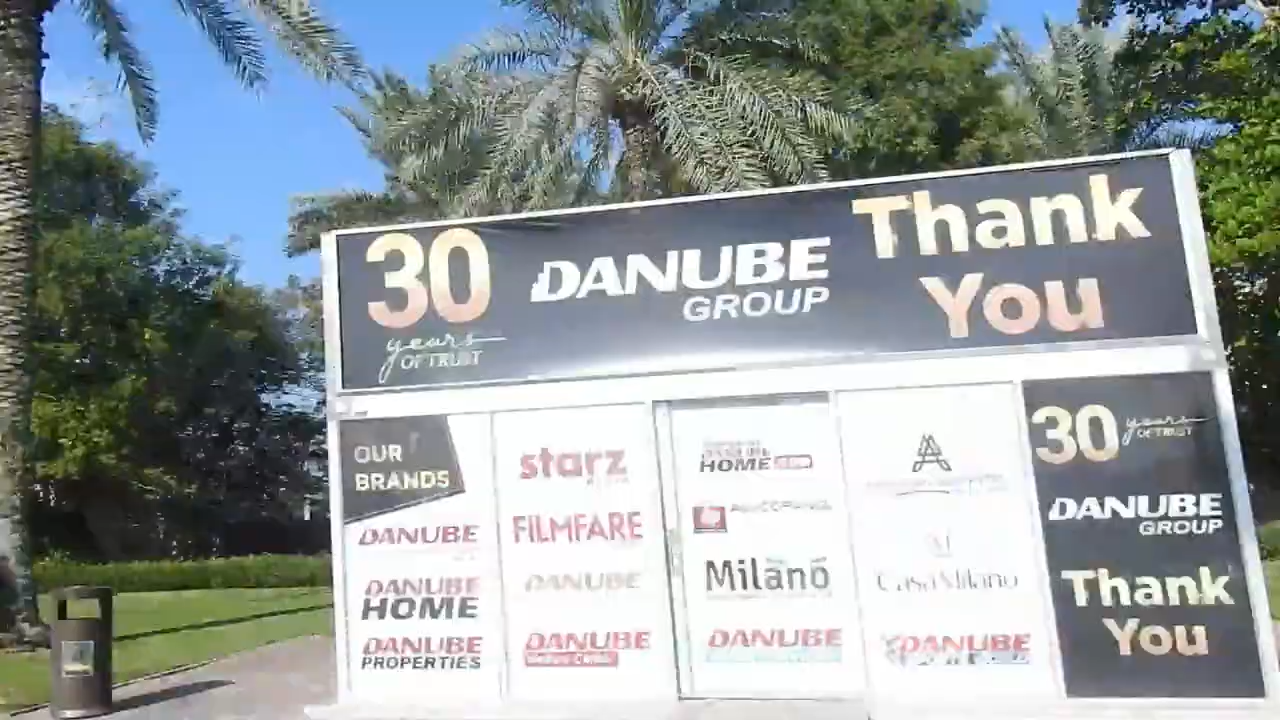 30
years
OF TRUST
DANUBE
GROUP
Thank
You
OUR
BRANDS
DANUBE
DANUBE
HOME
DANUBE
PROPERTIES
starz
FILMFARE
DANUBE
DANUBE
HOME
Milano
DANUBE
Casa Milano
DANUBE
30 years
OF TRUST
DANUBE
GROUP
Thank
You